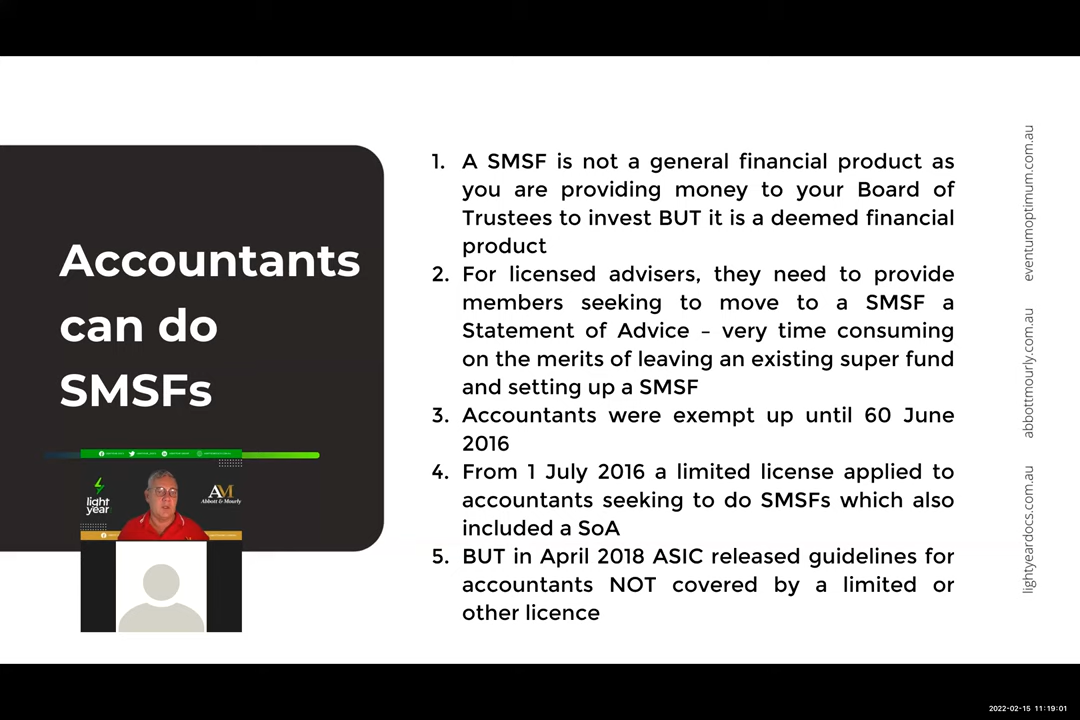 Accountants
can do
SMSFs
light
year
AM
Abbott & Mourly
1. A SMSF is not a general financial product as
you are providing money to your Board of
Trustees to invest BUT it is a deemed financial
product
2. For licensed advisers, they need to provide
members seeking to move to a SMSF a
Statement of Advice – very time consuming
on the merits of leaving an existing super fund
and setting up a SMSF
3. Accountants were exempt up until 60 June
2016
4. From 1 July 2016 a limited license applied to
accountants seeking to do SMSFs which also
included a SoA
5. BUT in April 2018 ASIC released guidelines for
accountants NOT covered by a limited or
other licence
lightyeardocs.com.au abbottmourly.com.au eventumoptimum.com.au
2022-02-15 11:19:01